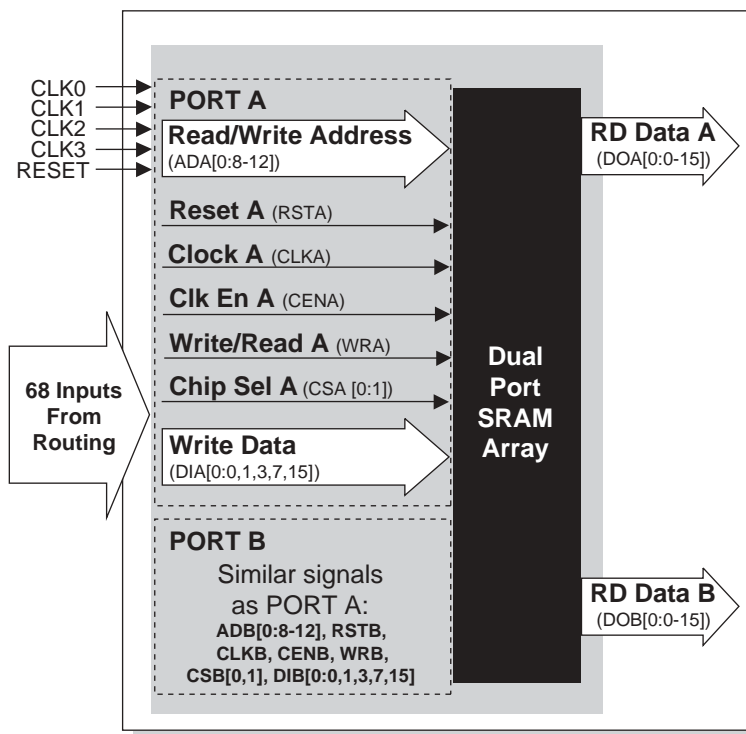 CLK0
CLK1
CLK2
CLK3
RESET
PORT A
Read/Write Address
(ADA[0:8-12])
Reset A (RSTA)
Clock A (CLKA)
Clk En A (CENA)
Write/Read A (WRA)
Chip Sel A (CSA [0:1])
Write Data
(DIA[0:0,1,3,7,15])
68 Inputs
From
Routing
PORT B
Similar signals
as PORT A:
ADB[0:8-12], RSTB,
CLKB, CENB, WRB,
CSB[0,1], DIB[0:0,1,3,7,15]
Dual
Port
SRAM
Array
RD Data A
(DOA[0:0-15])
RD Data B
(DOB[0:0-15])